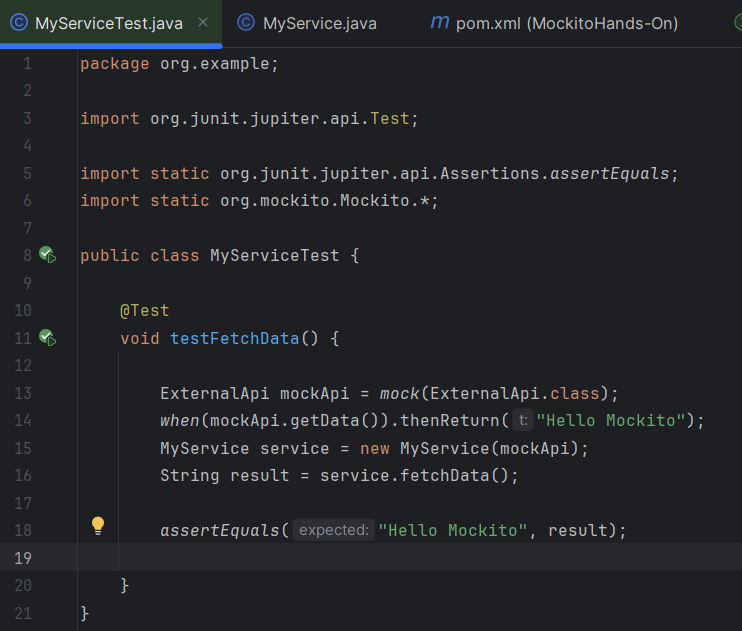 MyServiceTest.java MyService.java pom.xml (MockitoHands-On)
1 package org.example;
2
3 import org.junit.jupiter.api.Test;
4
5 import static org.junit.jupiter.api.Assertions.assertEquals;
6 import static org.mockito.Mockito.*;
7
8 public class MyServiceTest {
9
10 @Test
11 void testFetchData() {
12
13 ExternalApi mockApi = mock(ExternalApi.class);
14 when(mockApi.getData()).thenReturn( t: "Hello Mockito");
15 MyService service = new MyService(mockApi);
16 String result = service.fetchData();
17
18 assertEquals( expected: "Hello Mockito", result);
19
20 }
21 }